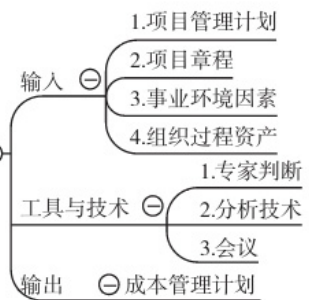 输入
1.项目管理计划
2.项目章程
3.事业环境因素
4.组织过程资产
工具与技术
1.专家判断
2.分析技术
3.会议
输出
成本管理计划